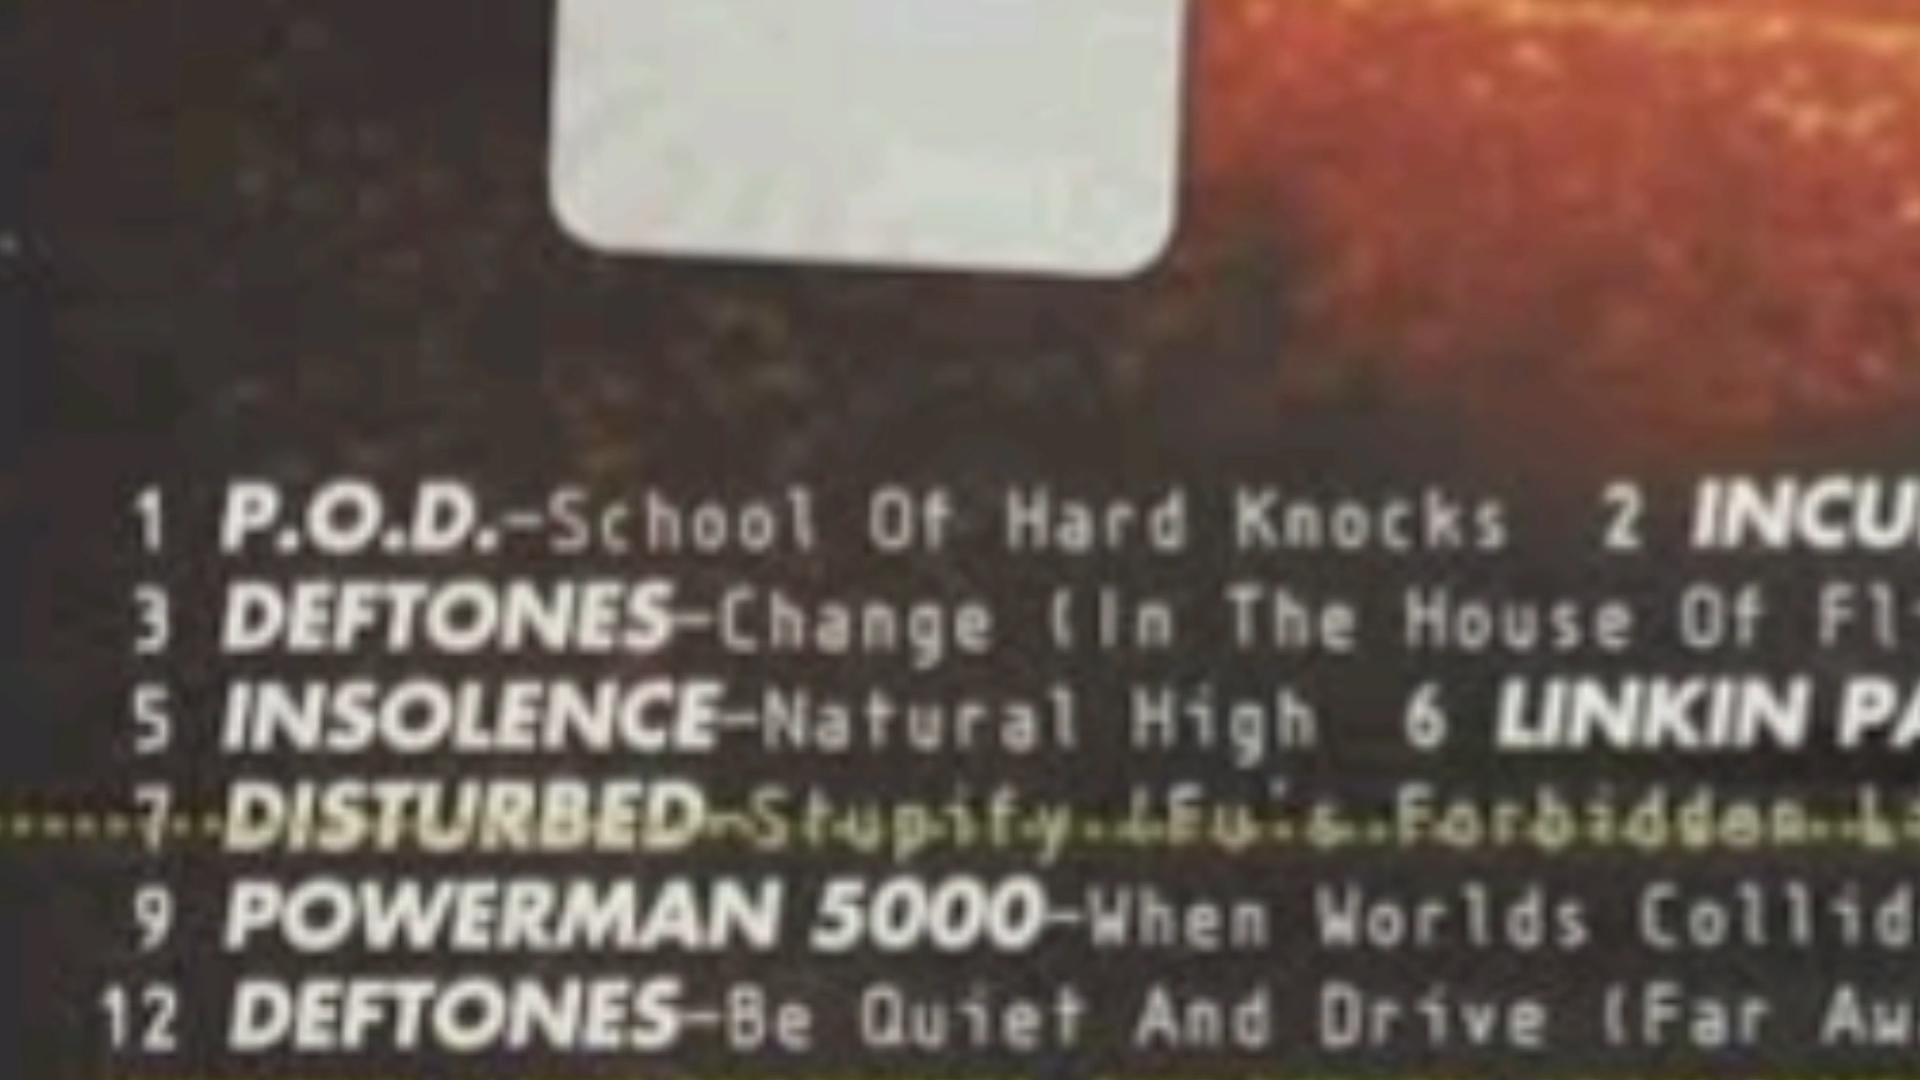 1 P.O.D.-School Of Hard Knocks 2 INCU
3 DEFTONES-Change (In The House Of Fl
5 INSOLENCE-Natural High 6 LINKIN PA
7 DISTURBED-Stupify (Fu's Forbidden L
9 POWERMAN 5000-When Worlds Collid
12 DEFTONES-Be Quiet And Drive (Far Aw